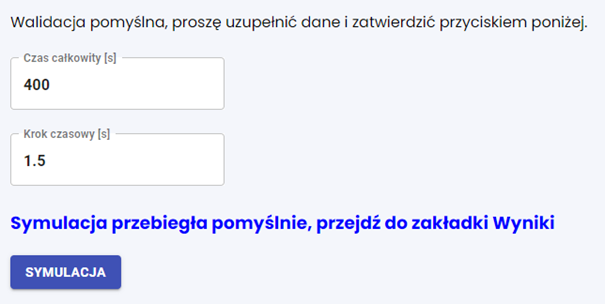 Walidacja pomyślna, proszę uzupełnić dane i zatwierdzić przyciskiem poniżej.
Czas całkowity [s]
400
Krok czasowy [s]
1.5
Symulacja przebiegła pomyślnie, przejdź do zakładki Wyniki
SYMULACJA